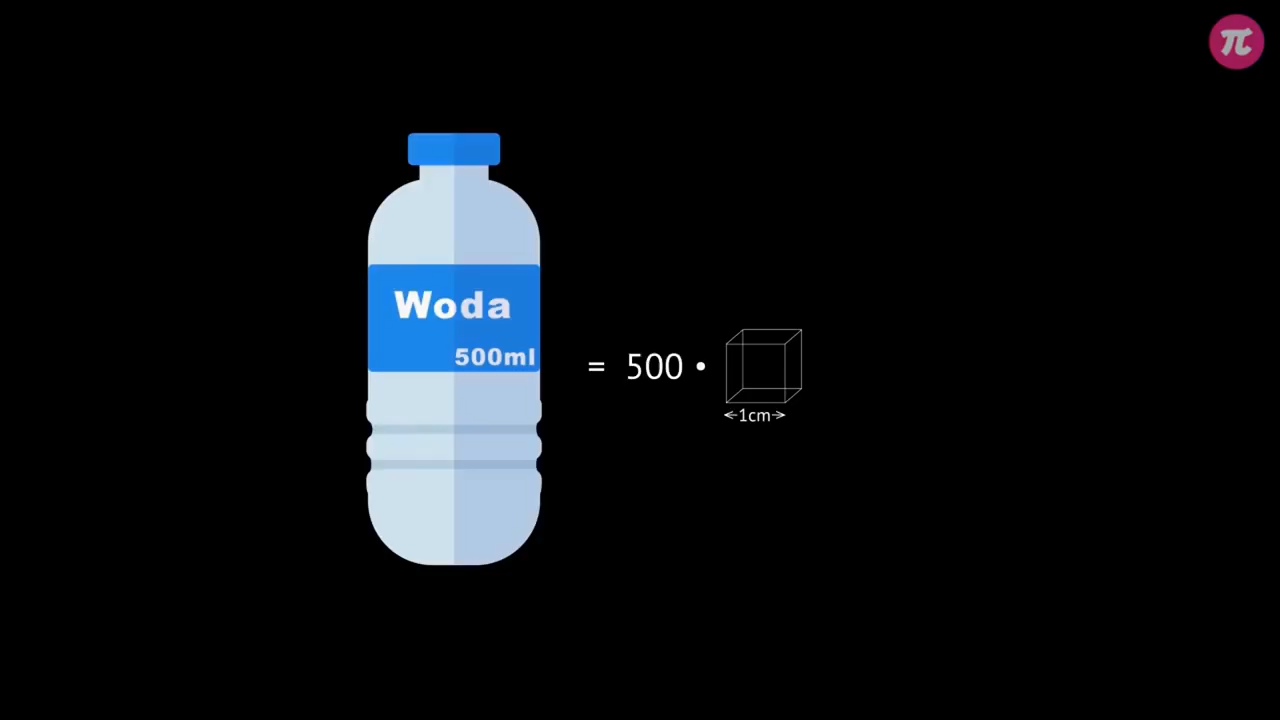 π
Woda
500ml
= 500 •
1cm